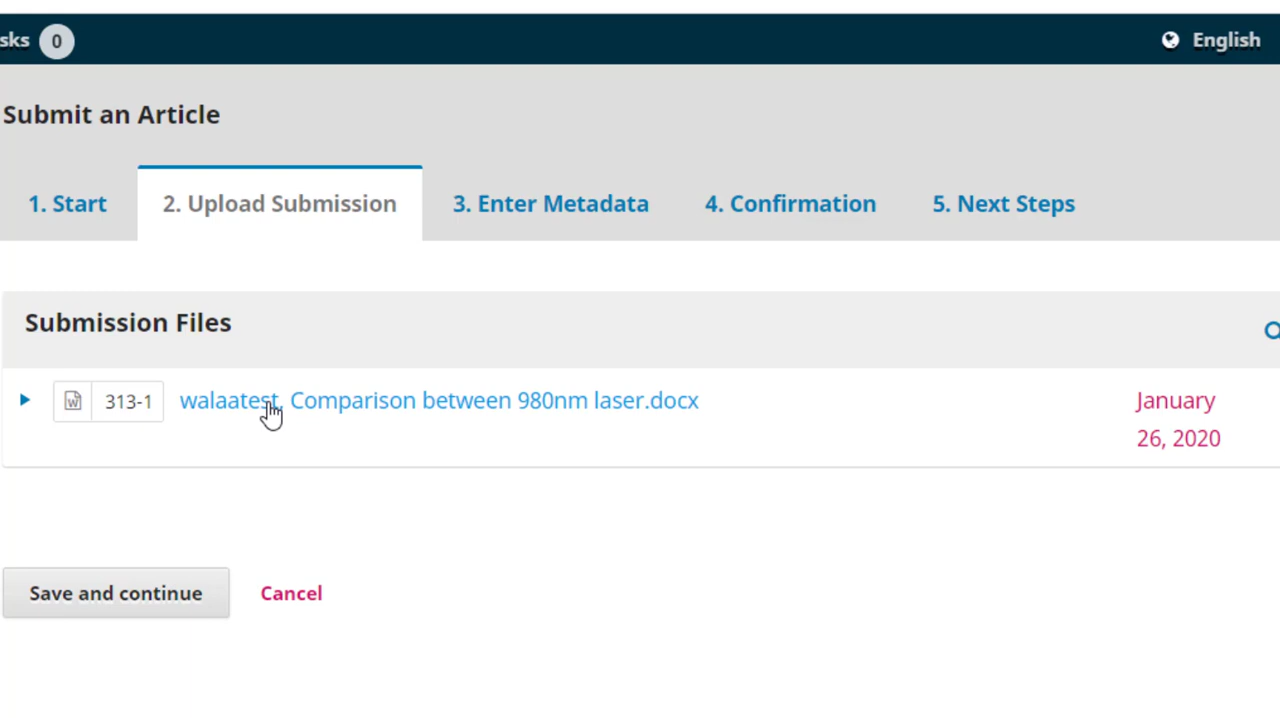 sks 0 English
Submit an Article
1. Start 2. Upload Submission 3. Enter Metadata 4. Confirmation 5. Next Steps
Submission Files
313-1 walaatest, Comparison between 980nm laser.docx January
26, 2020
Save and continue Cancel